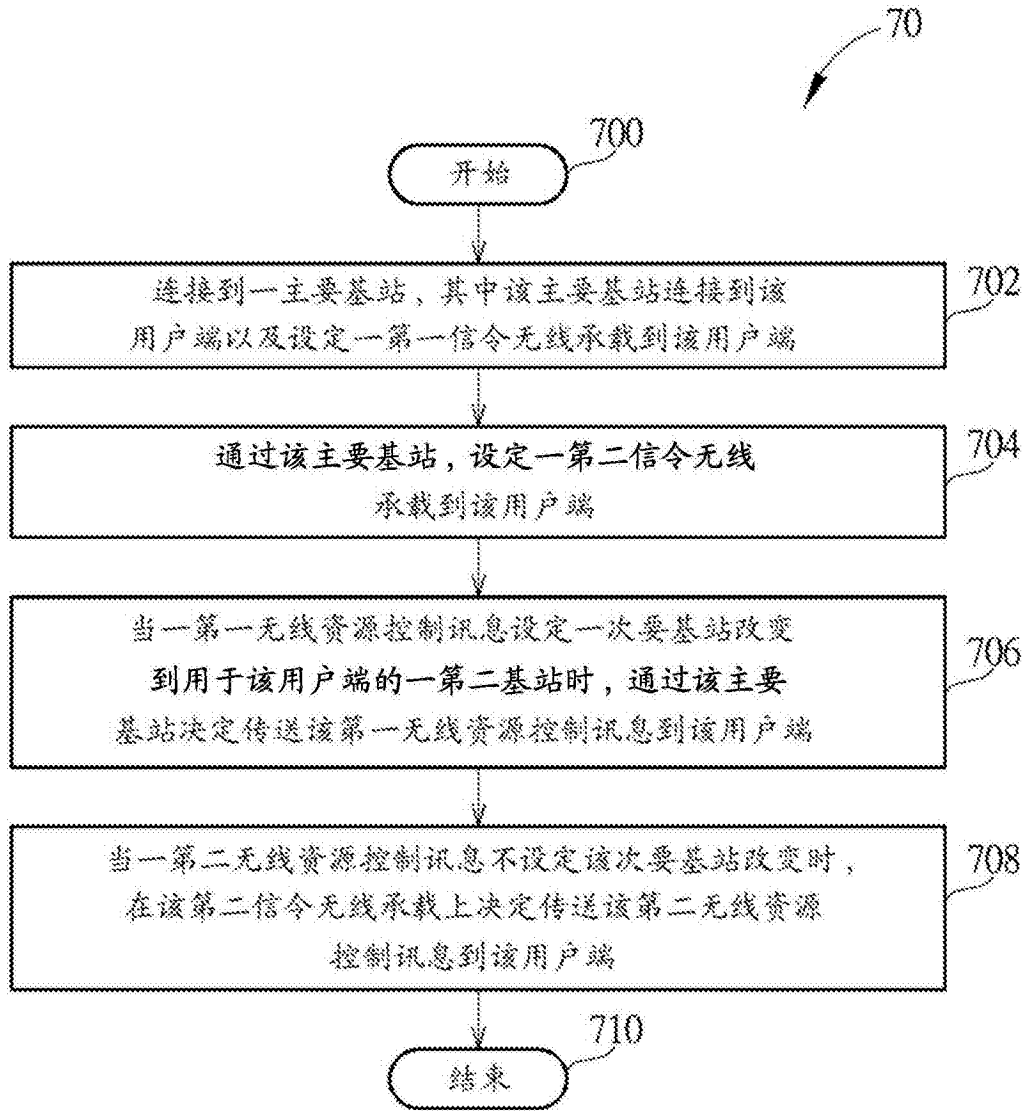 70
700
开始
702
连接到一主要基站、其中该主要基站连接到该
用户端以及设定一第一信令无线承载到该用户端
704
通过该主要基站,设定一第二信令无线
承载到该用户端
706
当一第一无线资源控制讯息设定一次要基站改变
到用于该用户端的一第二基站时,通过该主要
基站决定传送该第一无线资源控制讯息到该用户端
708
当一第二无线资源控制讯息不设定该次要基站改变时,
在该第二信令无线承载上决定传送该第二无线资源
控制讯息到该用户端
710
结束